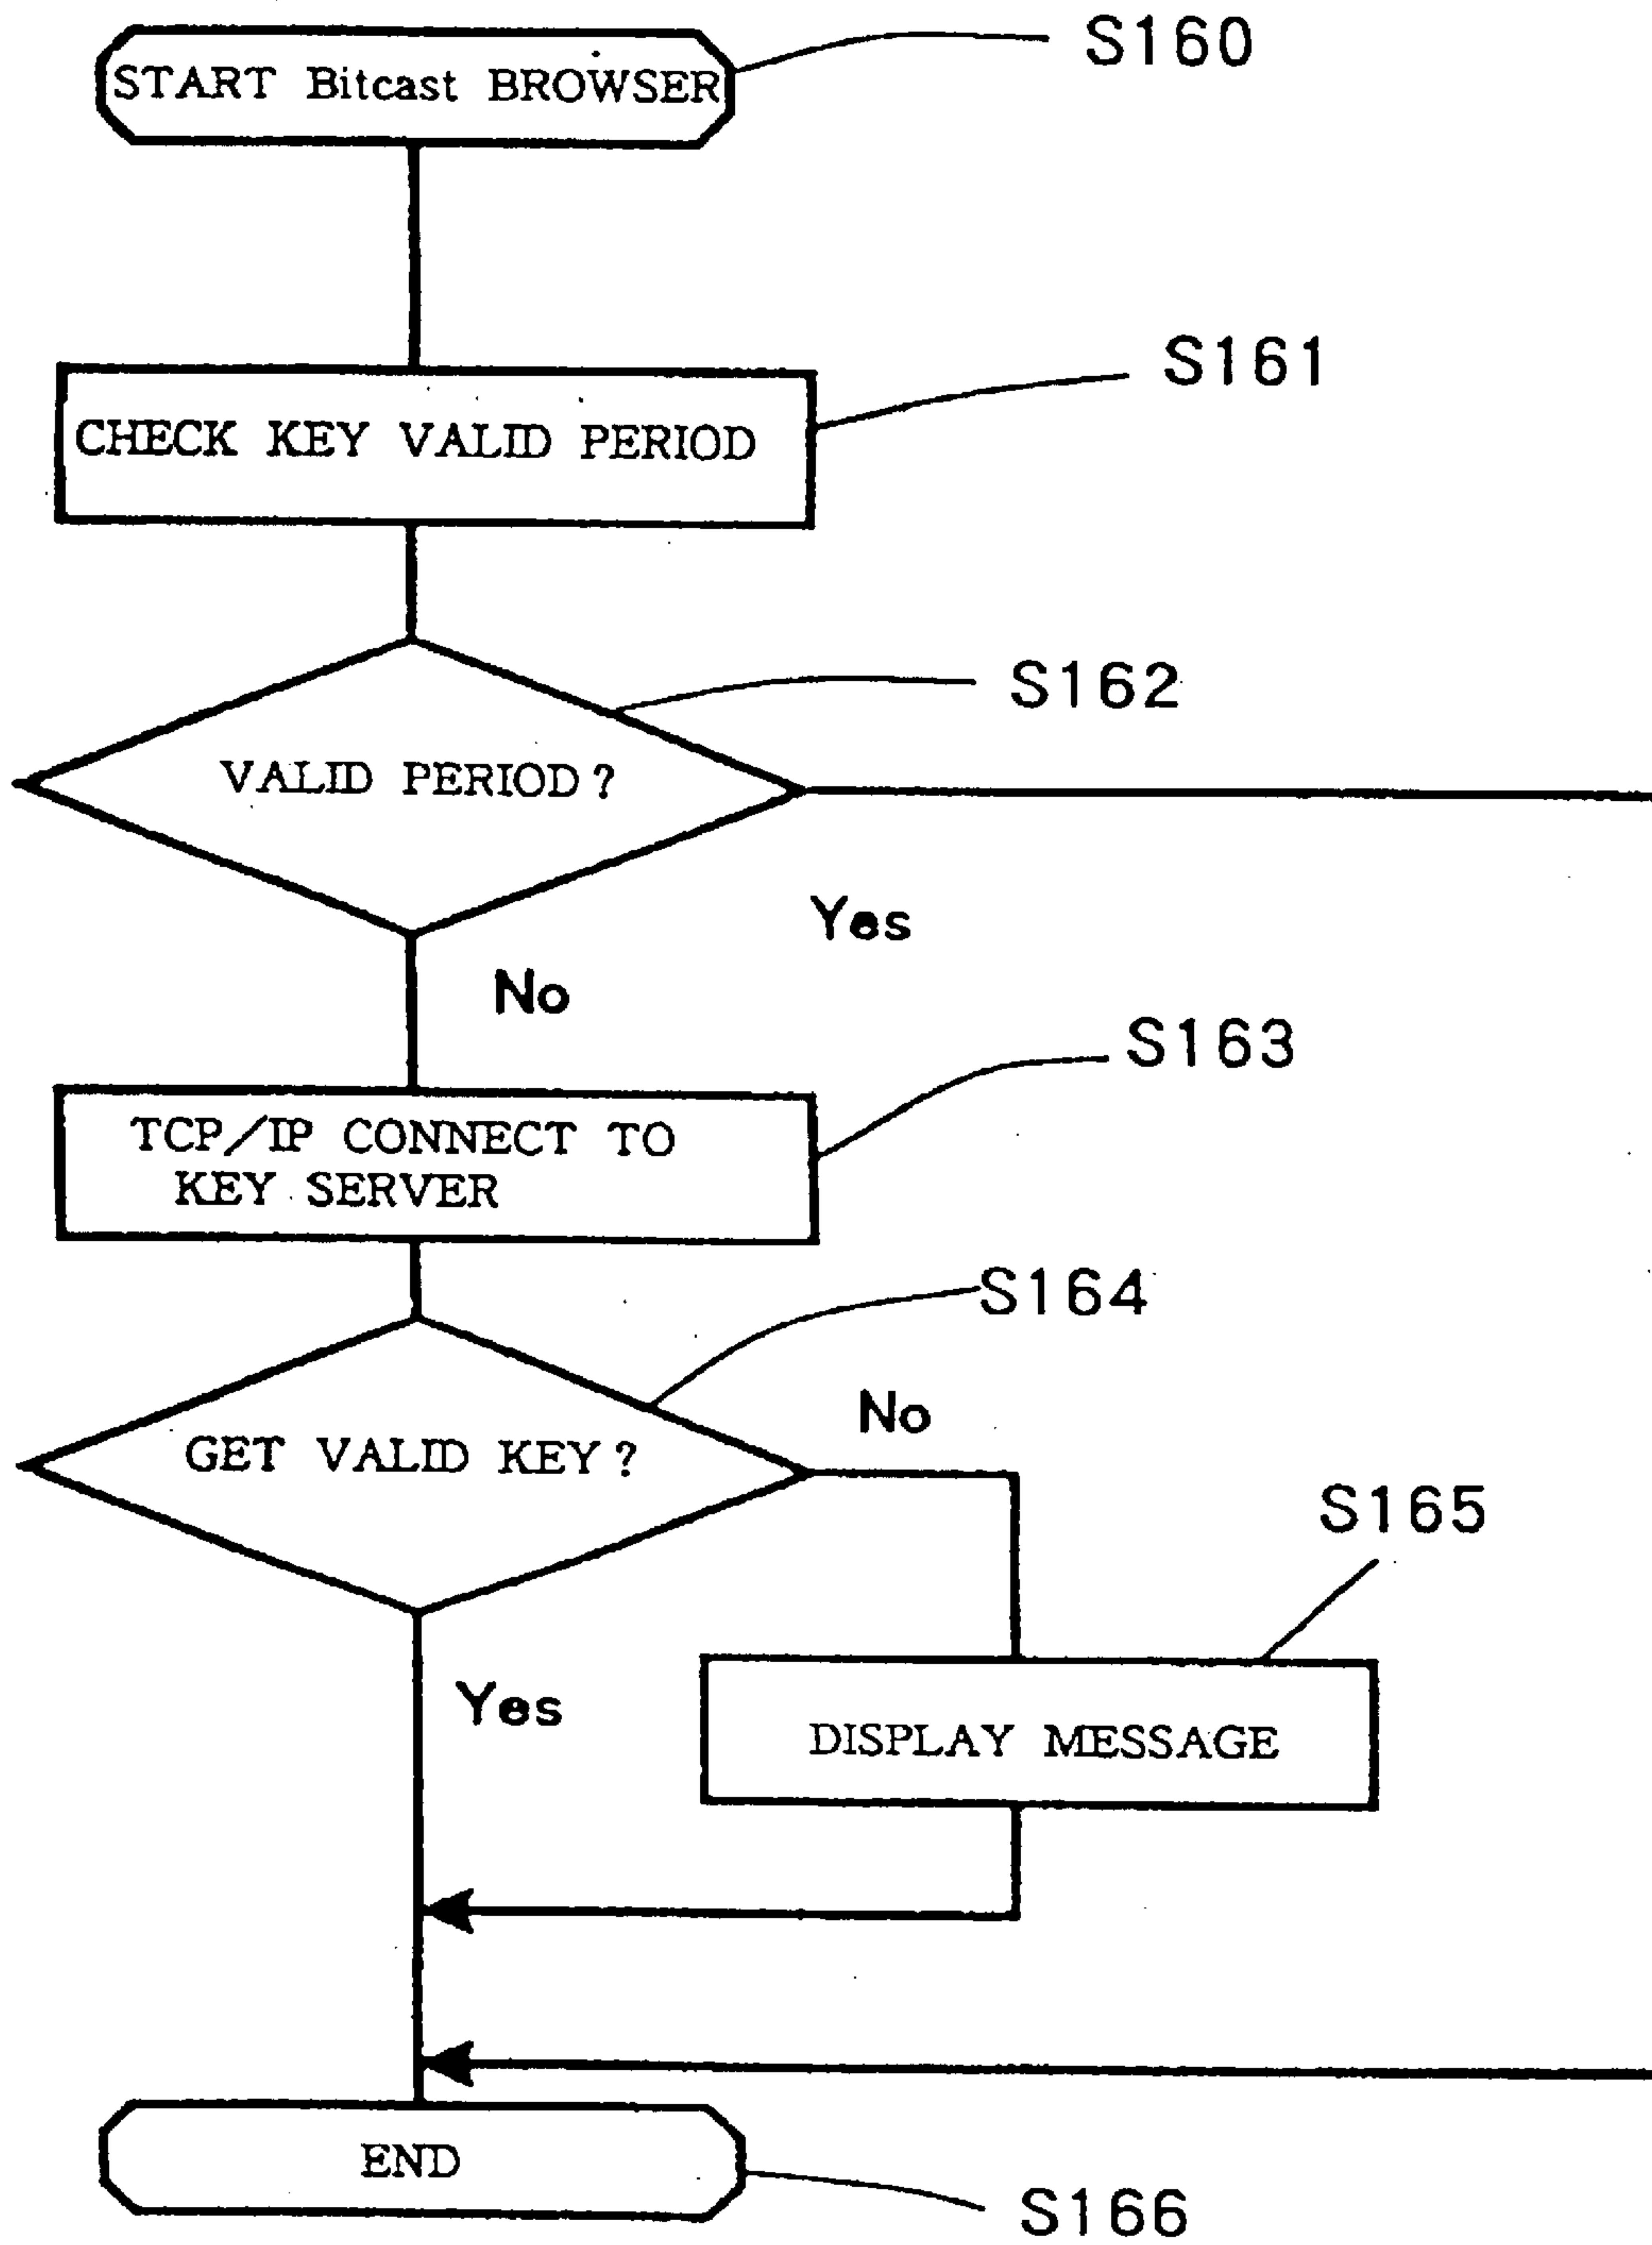 START Bitcast BROWSER
S160
CHECK KEY VALID PERIOD
S161
VALID PERIOD?
S162
Yes
No
TCP/IP CONNECT TO
KEY SERVER
S163
GET VALID KEY?
S164
No
Yes
DISPLAY MESSAGE
S165
END
S166